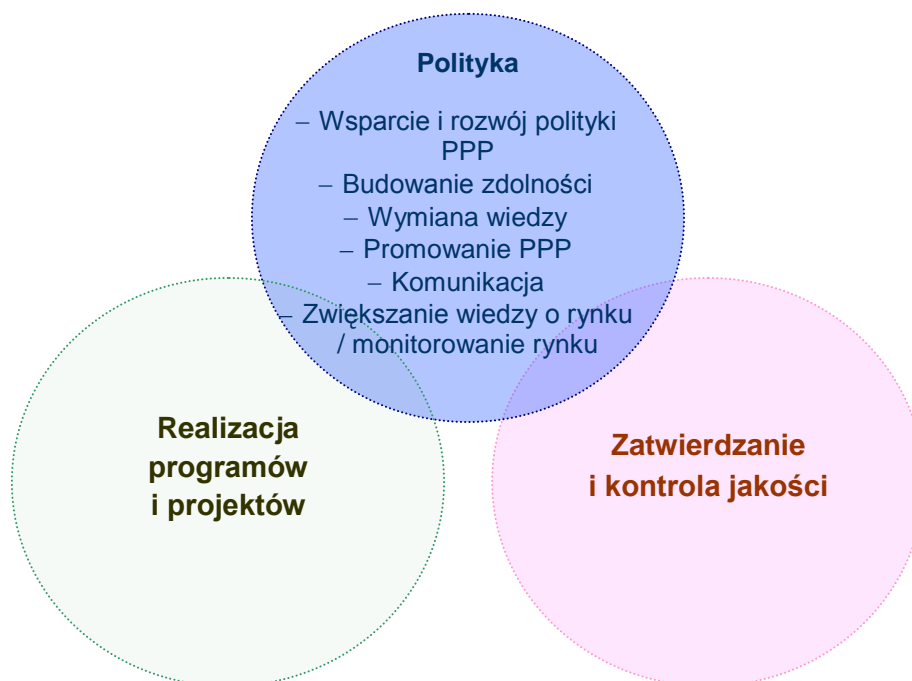 Polityka
– Wsparcie i rozwój polityki
PPP
– Budowanie zdolności
– Wymiana wiedzy
– Promowanie PPP
– Komunikacja
– Zwiększanie wiedzy o rynku
/ monitorowanie rynku
Realizacja
programów
i projektów
Zatwierdzanie
i kontrola jakości